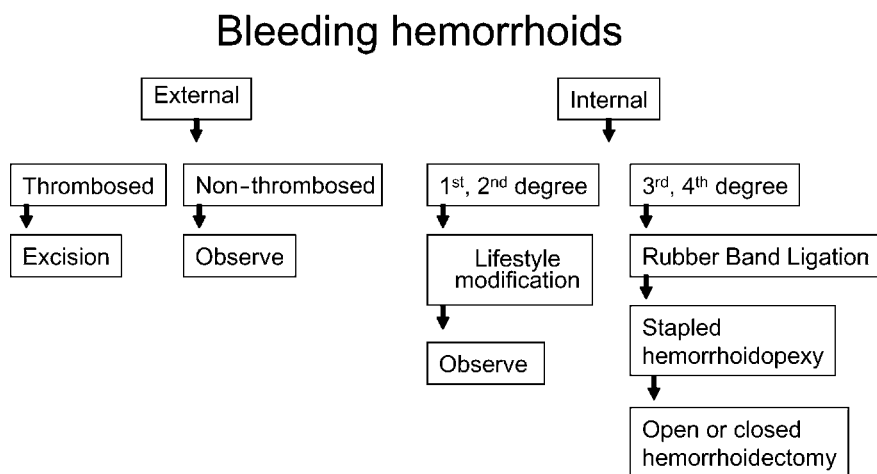 Bleeding hemorrhoids
External
Internal
Thrombosed
Non-thrombosed
1st, 2nd degree
3rd, 4th degree
Excision
Observe
Lifestyle
modification
Rubber Band Ligation
Observe
Stapled
hemorrhoidopexy
Open or closed
hemorrhoidectomy